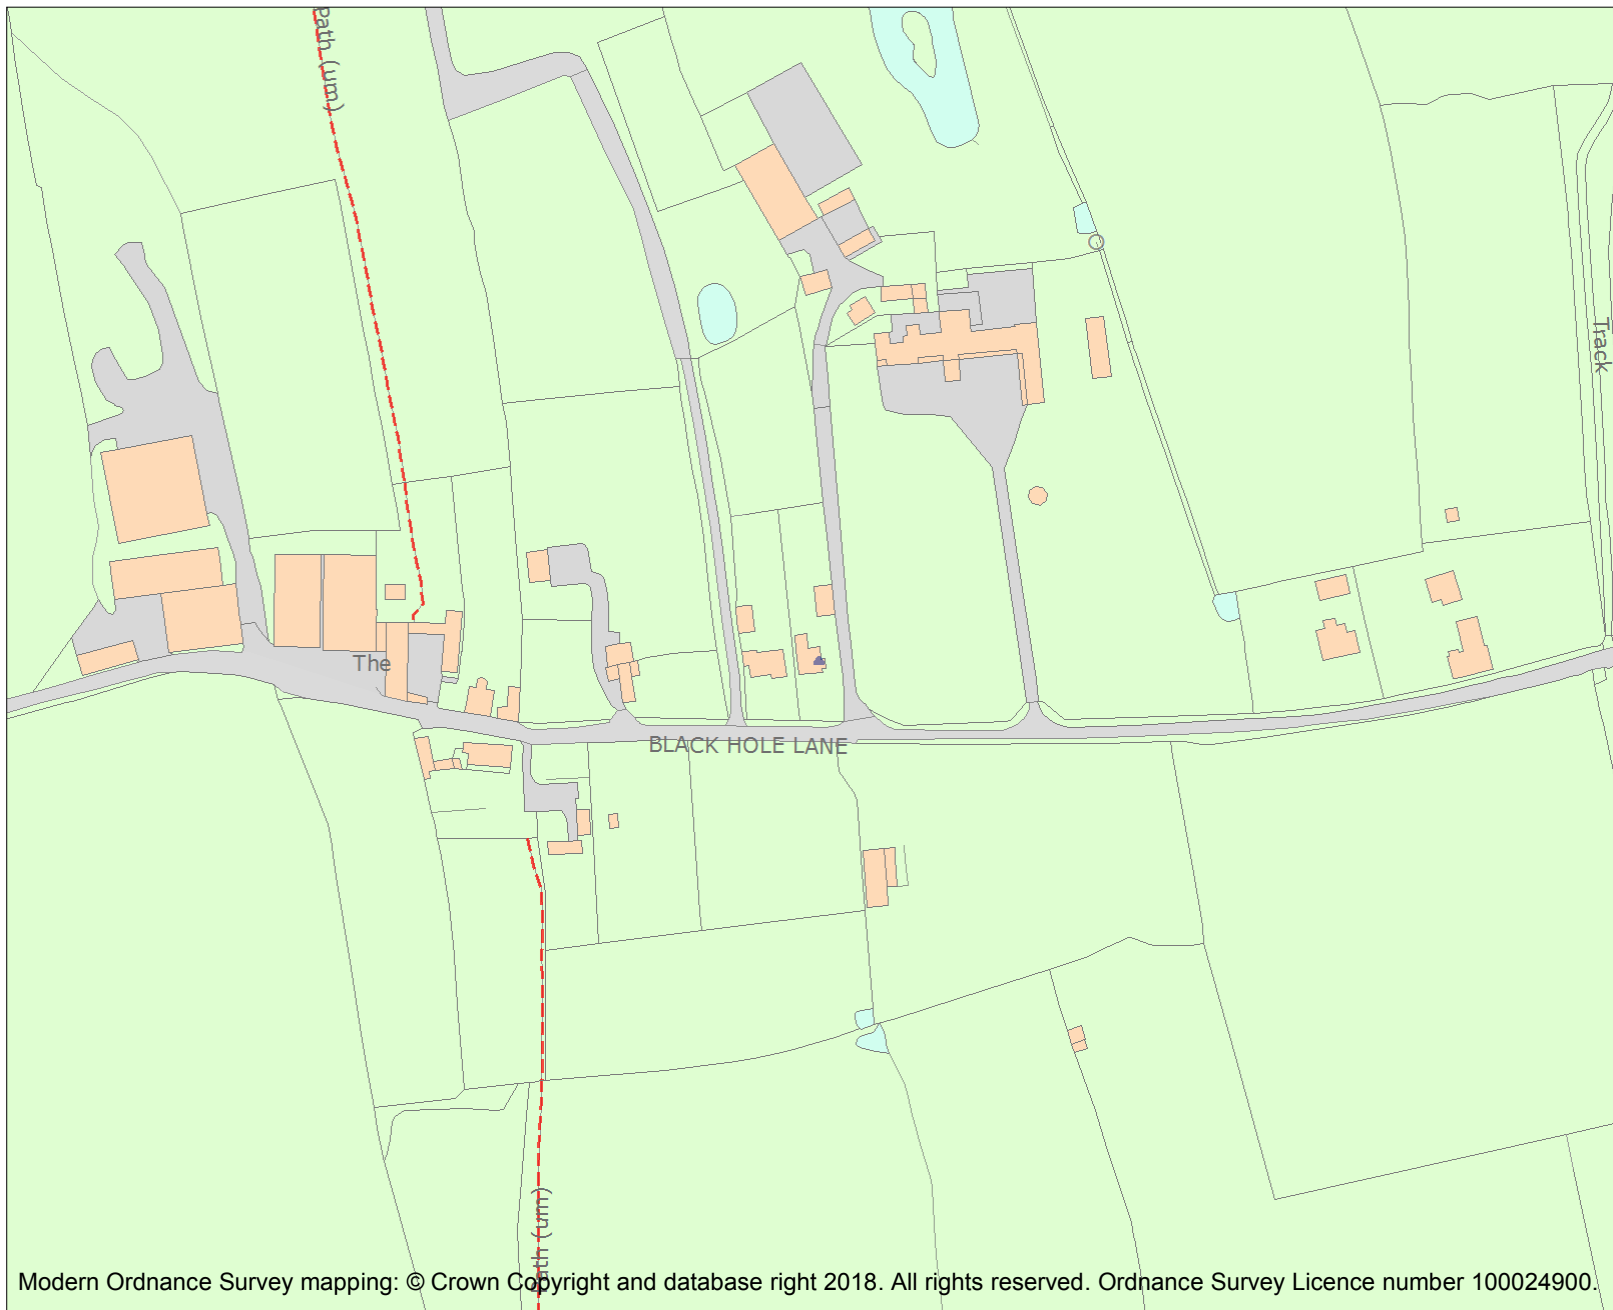 Path (um)
Track
The
BLACK HOLE LANE
Path (um)
Modern Ordnance Survey mapping: © Crown Copyright and database right 2018. All rights reserved. Ordnance Survey Licence number 100024900.